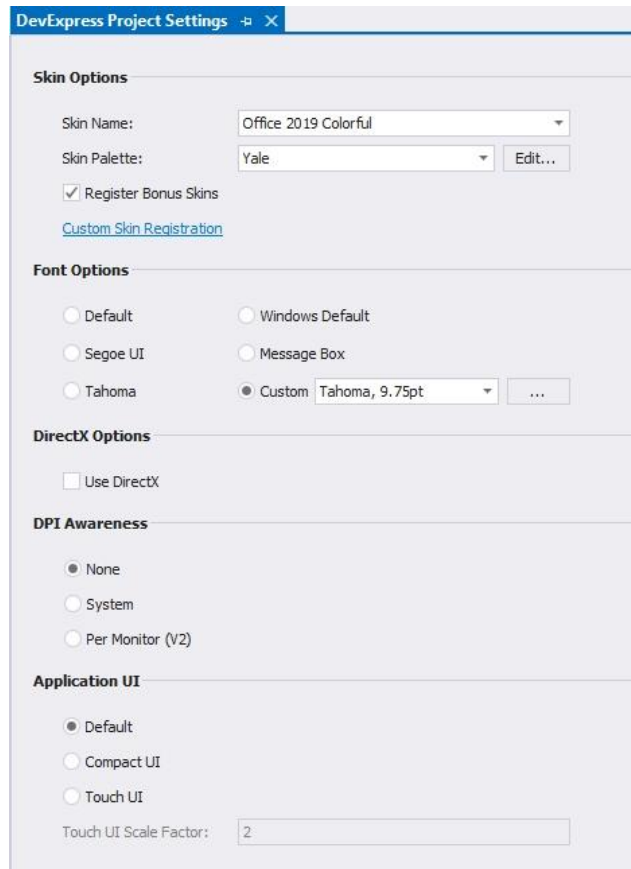 DevExpress Project Settings
Skin Options
Skin Name: Office 2019 Colorful
Skin Palette: Yale Edit...
Register Bonus Skins
Custom Skin Registration
Font Options
Default Windows Default
Segoe UI Message Box
Tahoma Custom Tahoma, 9.75pt ...
DirectX Options
Use DirectX
DPI Awareness
None
System
Per Monitor (V2)
Application UI
Default
Compact UI
Touch UI
Touch UI Scale Factor: 2